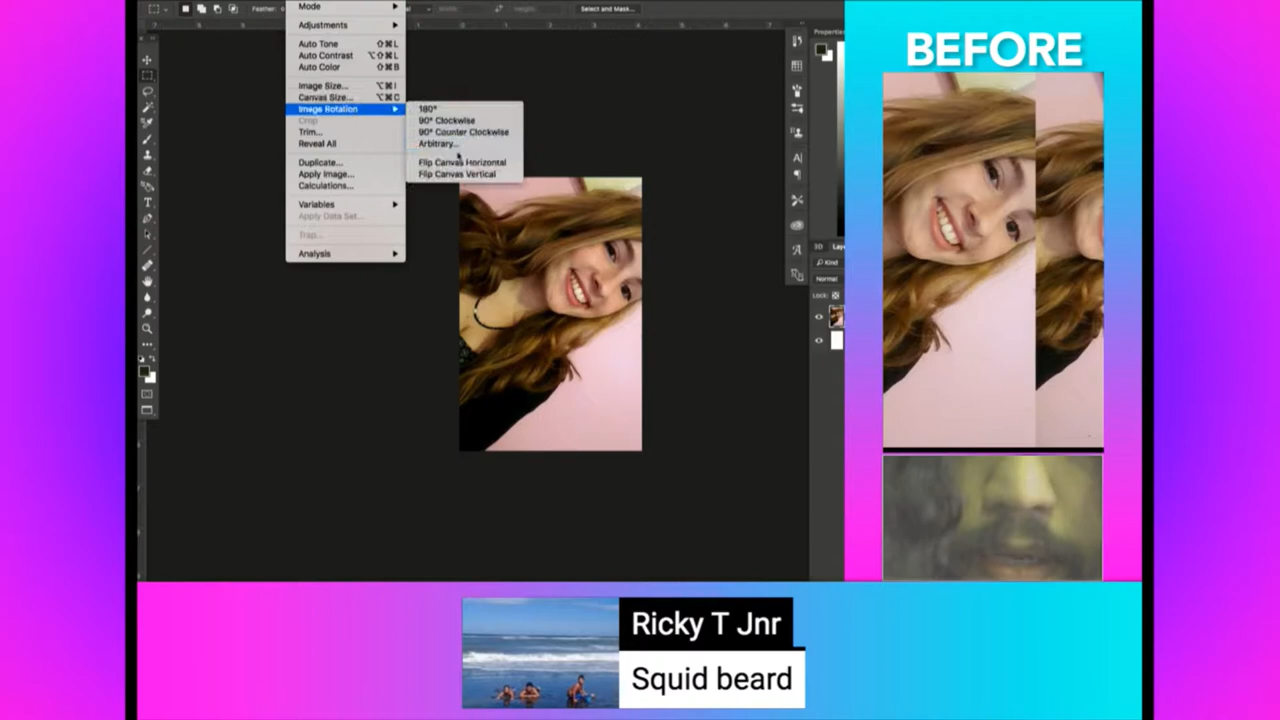 Feather:
Select and Mask...
Mode
Adjustments
Auto Tone ⇧⌘L
Auto Contrast ⌥⇧⌘L
Auto Color ⇧⌘B
Image Size... ⌥⌘I
Canvas Size... ⌥⌘C
Image Rotation
Crop
Trim...
Reveal All
Duplicate...
Apply Image...
Calculations...
Variables
Apply Data Set...
Trap...
Analysis
180°
90° Clockwise
90° Counter Clockwise
Arbitrary...
Flip Canvas Horizontal
Flip Canvas Vertical
Properties
3D
Kind
Normal
Lock:
BEFORE
Ricky T Jnr
Squid beard